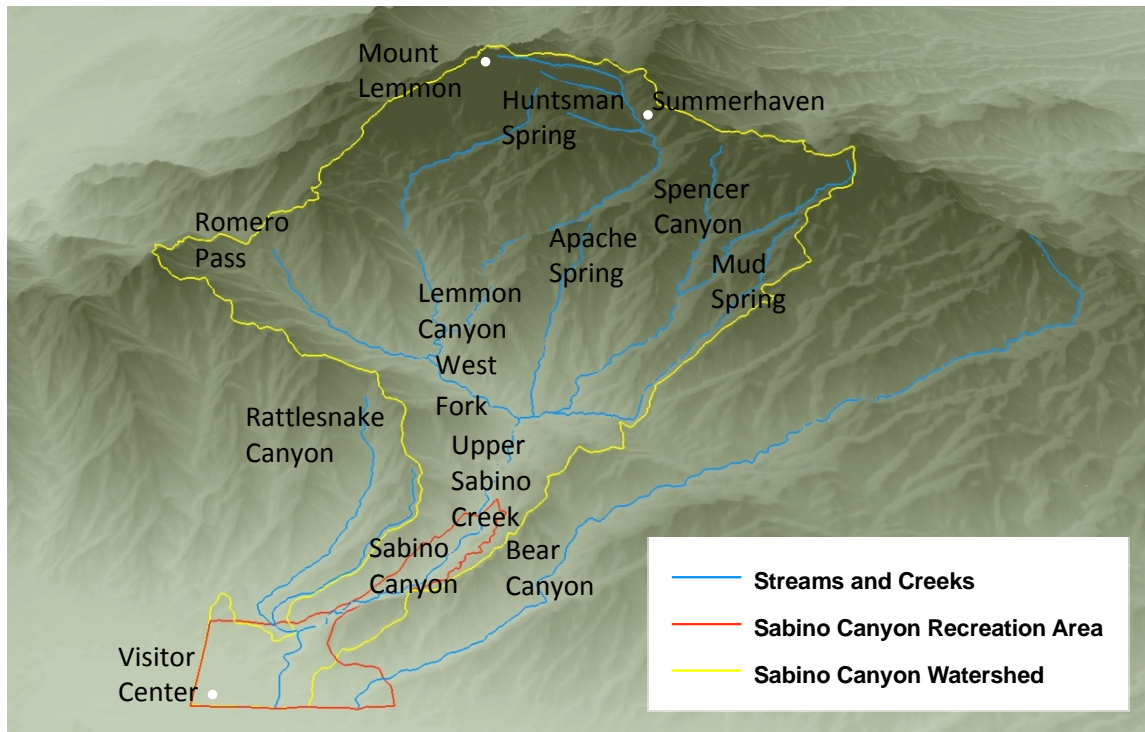 Mount
Lemmon
Huntsman
Spring
Summerhaven
Spencer
Canyon
Romero
Pass
Apache
Spring
Mud
Spring
Lemmon
Canyon
West
Fork
Rattlesnake
Canyon
Upper
Sabino
Creek
Sabino
Canyon
Bear
Canyon
Visitor
Center
Streams and Creeks
Sabino Canyon Recreation Area
Sabino Canyon Watershed